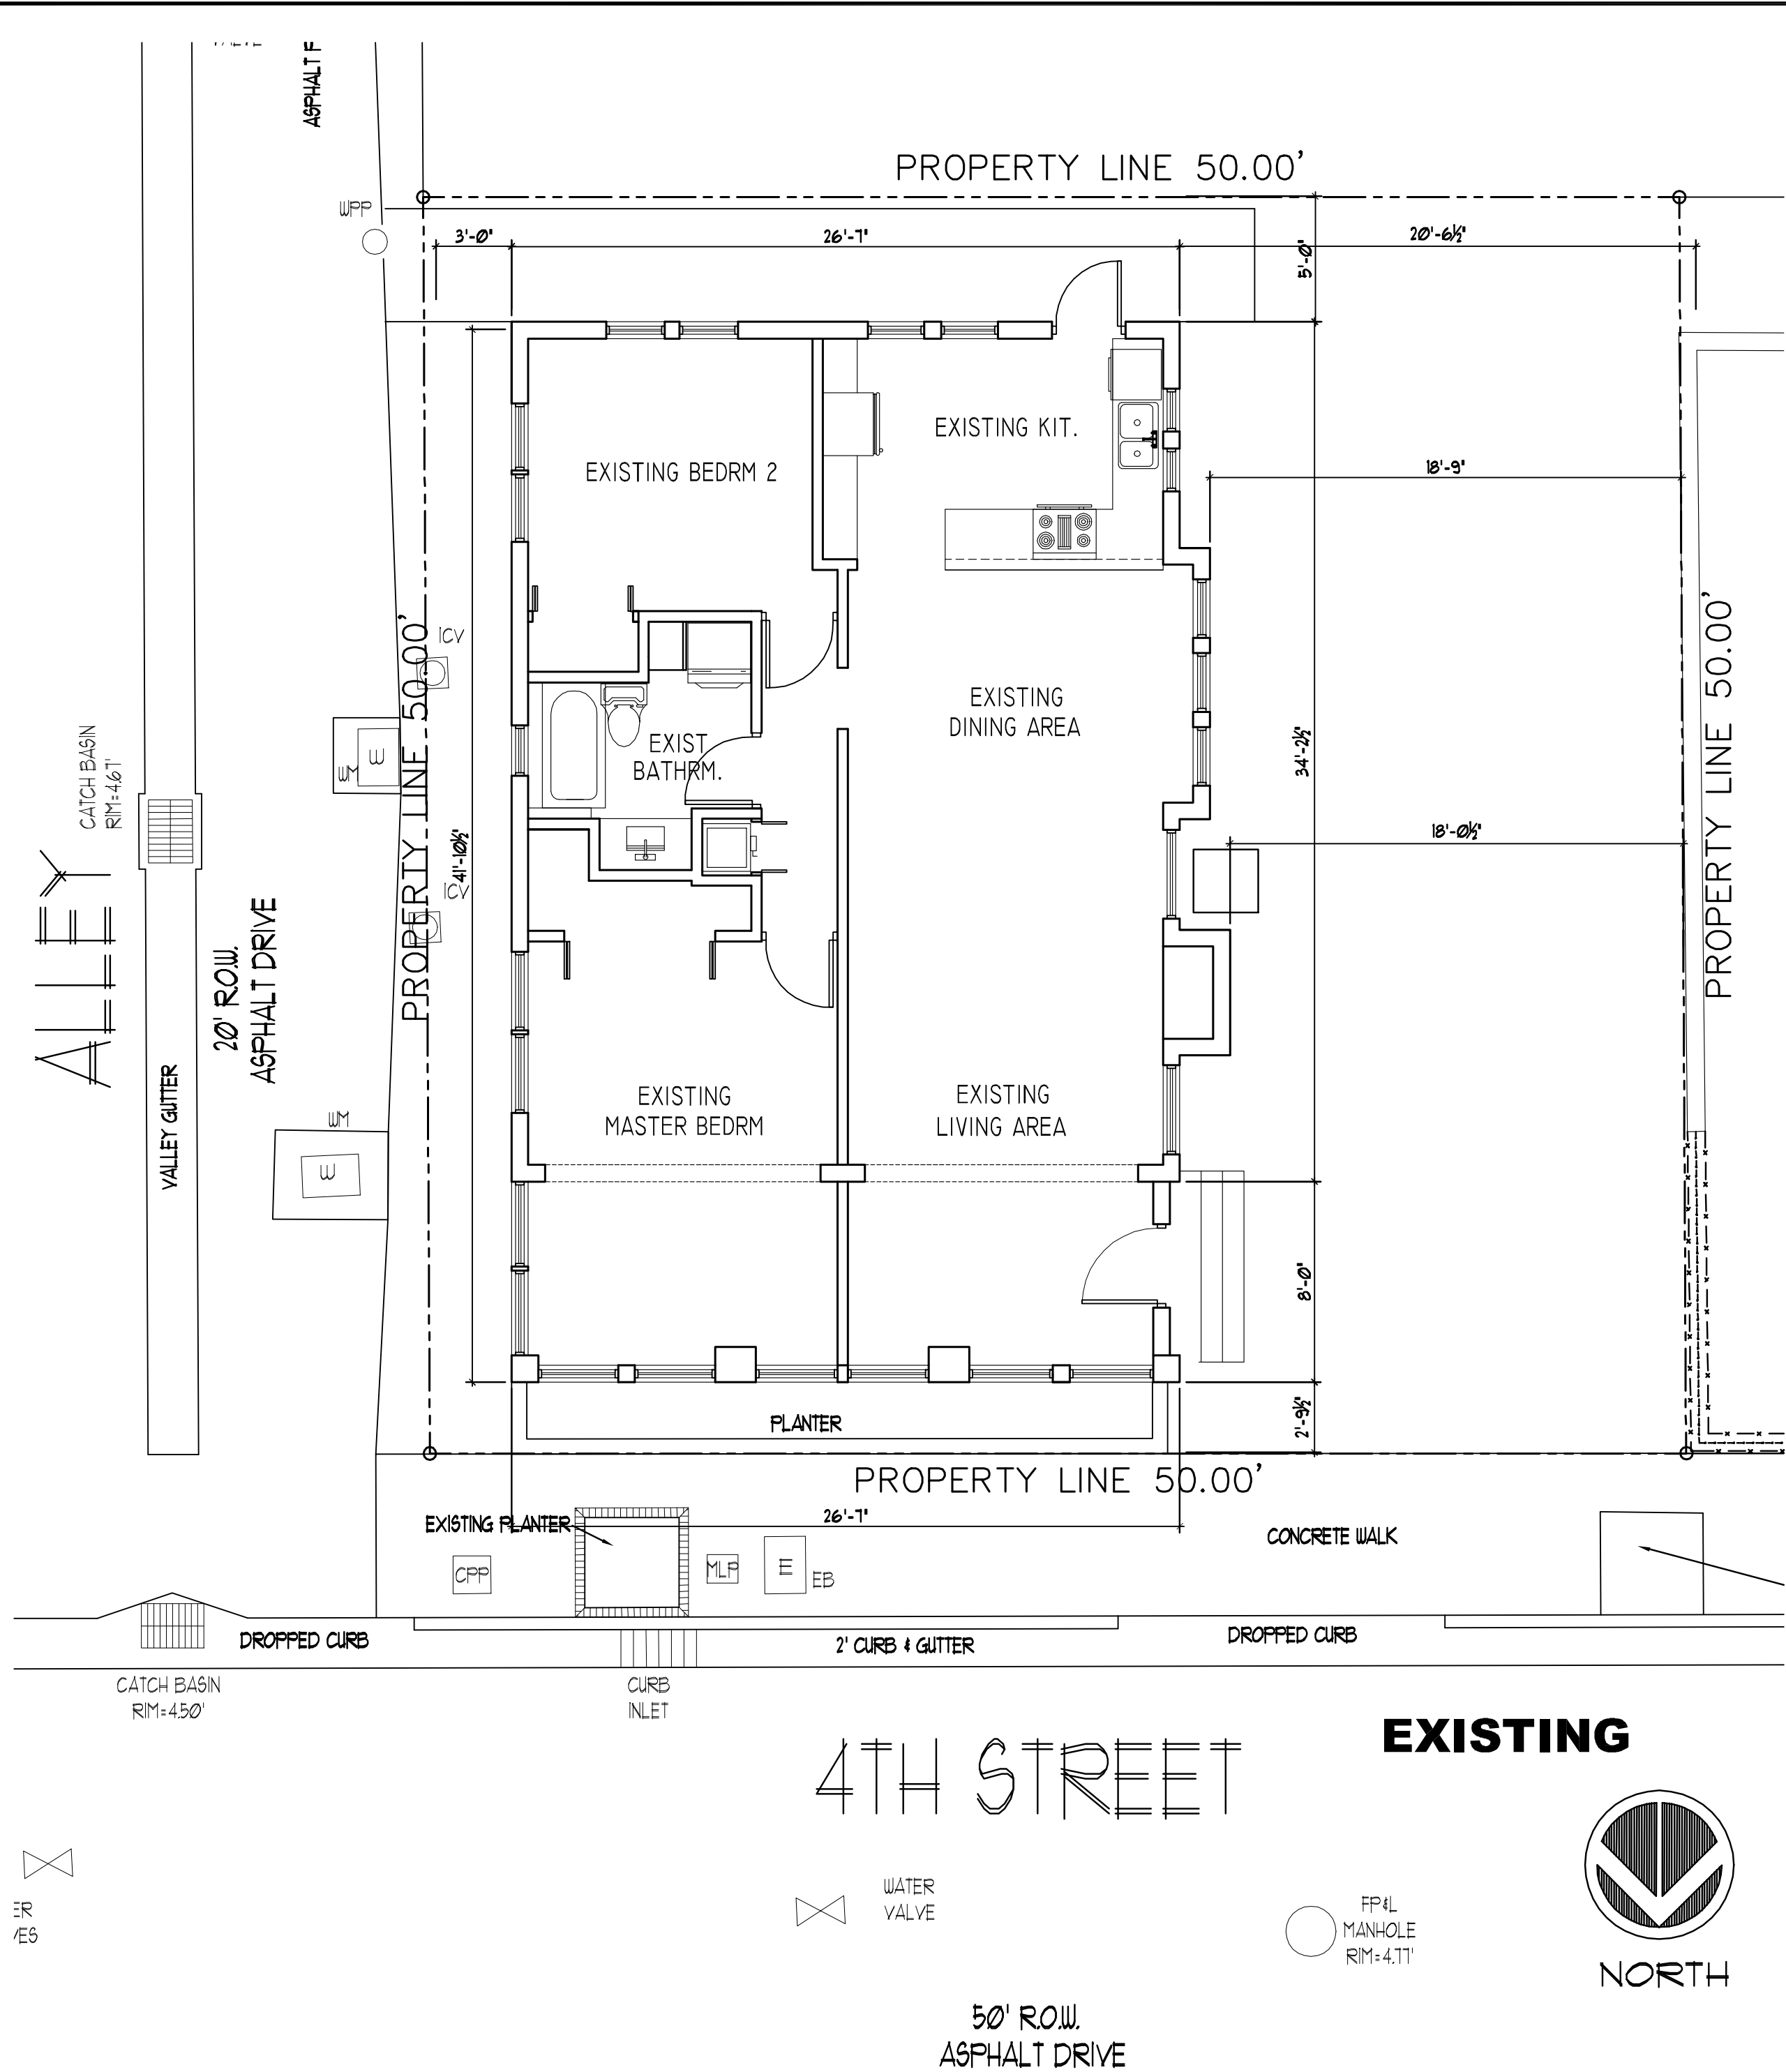 ASPHALT
PROPERTY LINE 50.00'
WPP
3'-0"
26'-7"
20'-6½"
5'-0"
EXISTING KIT.
EXISTING BEDRM 2
18'-9"
PROPERTY LINE 50.00'
ICV
EXISTING
DINING AREA
34'-2½"
PROPERTY LINE 50.00'
CATCH BASIN
RIM=4.67'
WM
W
EXIST
BATHRM.
41'-10½"
18'-0½"
ICV
ALLEY
20' R.O.W.
ASPHALT DRIVE
VALLEY GUTTER
WM
W
EXISTING
MASTER BEDRM
EXISTING
LIVING AREA
8'-0"
2'-9½"
PLANTER
PROPERTY LINE 50.00'
26'-7"
EXISTING PLANTER
CONCRETE WALK
CPP
MLP
E
EB
DROPPED CURB
2' CURB & GUTTER
DROPPED CURB
CATCH BASIN
RIM=4.50'
CURB
INLET
EXISTING
4TH STREET
WATER
VALVE
FP&L
MANHOLE
RIM=4.77'
NORTH
50' R.O.W.
ASPHALT DRIVE